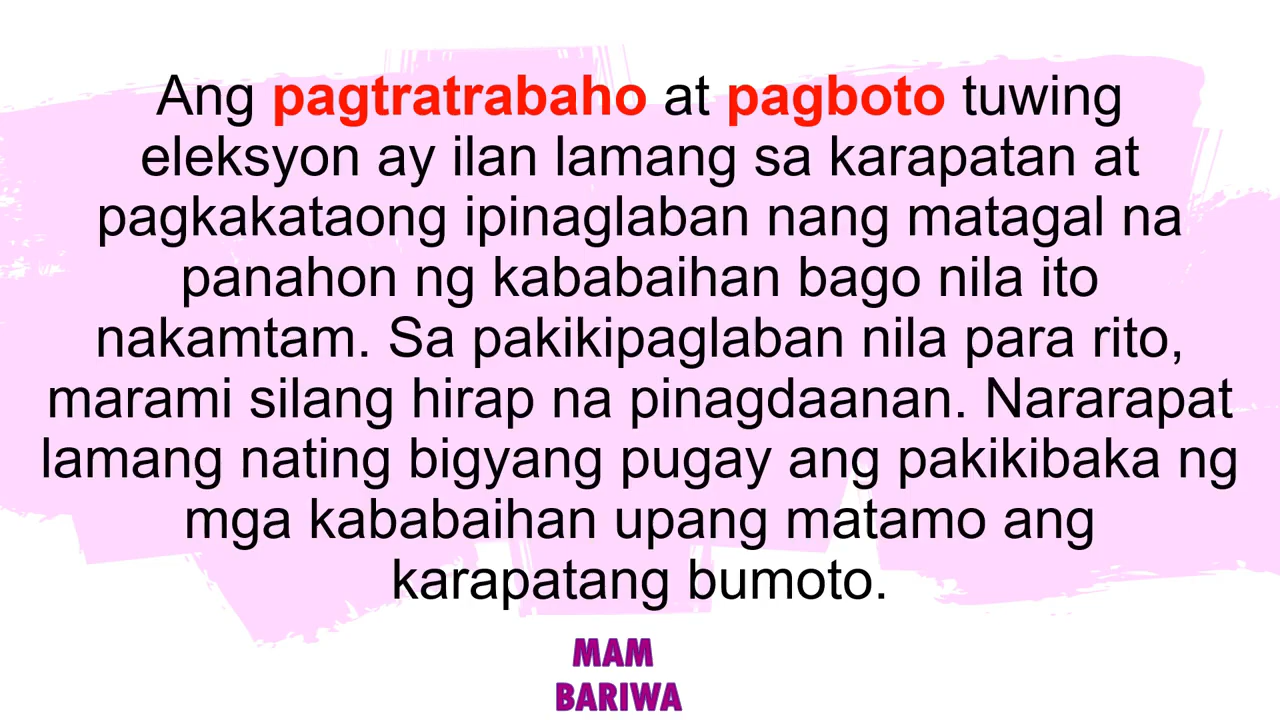 Ang pagtratrabaho at pagboto tuwing
eleksyon ay ilan lamang sa karapatan at
pagkakataong ipinaglaban nang matagal na
panahon ng kababaihan bago nila ito
nakamtam. Sa pakikipaglaban nila para rito,
marami silang hirap na pinagdaanan. Nararapat
lamang nating bigyang pugay ang pakikibaka ng
mga kababaihan upang matamo ang
karapatang bumoto.
MAM
BARIWA